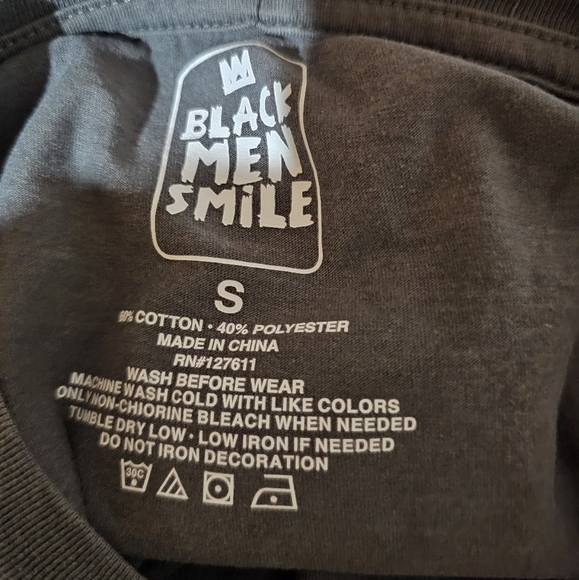 BLACK
MEN
SMiLE
S
60% COTTON • 40% POLYESTER
MADE IN CHINA
RN#127611
WASH BEFORE WEAR
MACHINE WASH COLD WITH LIKE COLORS
ONLY NON-CHIORINE BLEACH WHEN NEEDED
TUMBLE DRY LOW • LOW IRON IF NEEDED
DO NOT IRON DECORATION
30C